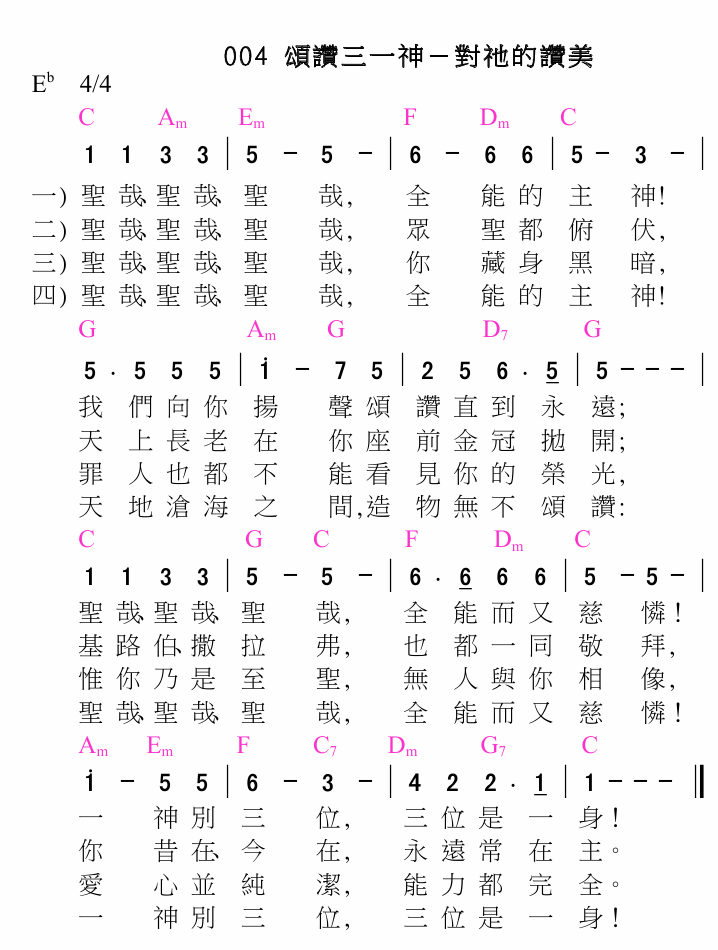 004 頌讚三一神－對祂的讚美
E♭ 4/4
C Am Em F Dm C
1 1 3 3 | 5 - 5 - | 6 - 6 6 | 5 - 3 - |
一) 聖哉、聖哉、聖哉， 全能的主神!
二) 聖哉、聖哉、聖哉， 眾聖都俯伏，
三) 聖哉、聖哉、聖哉， 你藏身黑暗，
四) 聖哉、聖哉、聖哉， 全能的主神!
G Am G D7 G
5 . 5 5 5 | i - 7 5 | 2 5 6 . 5 | 5 - - - |
我們向你揚聲頌讚直到永遠;
天上長老在你座前金冠拋開;
罪人也都不能看見你的榮光，
天地滄海之間，造物無不頌讚:
C G C F Dm C
1 1 3 3 | 5 - 5 - | 6 . 6 6 6 | 5 - 5 - |
聖哉、聖哉、聖哉， 全能而又慈憐!
基路伯、撒拉弗， 也都一同敬拜，
惟你乃是至聖， 無人與你相像，
聖哉、聖哉、聖哉， 全能而又慈憐!
Am Em F C7 Dm G7 C
i - 5 5 | 6 - 3 - | 4 2 2 . 1 | 1 - - - ‖
一神別三位， 三位是一身!
你昔在、今在， 永遠常在主。
愛心並純潔， 能力都完全。
一神別三位， 三位是一身!